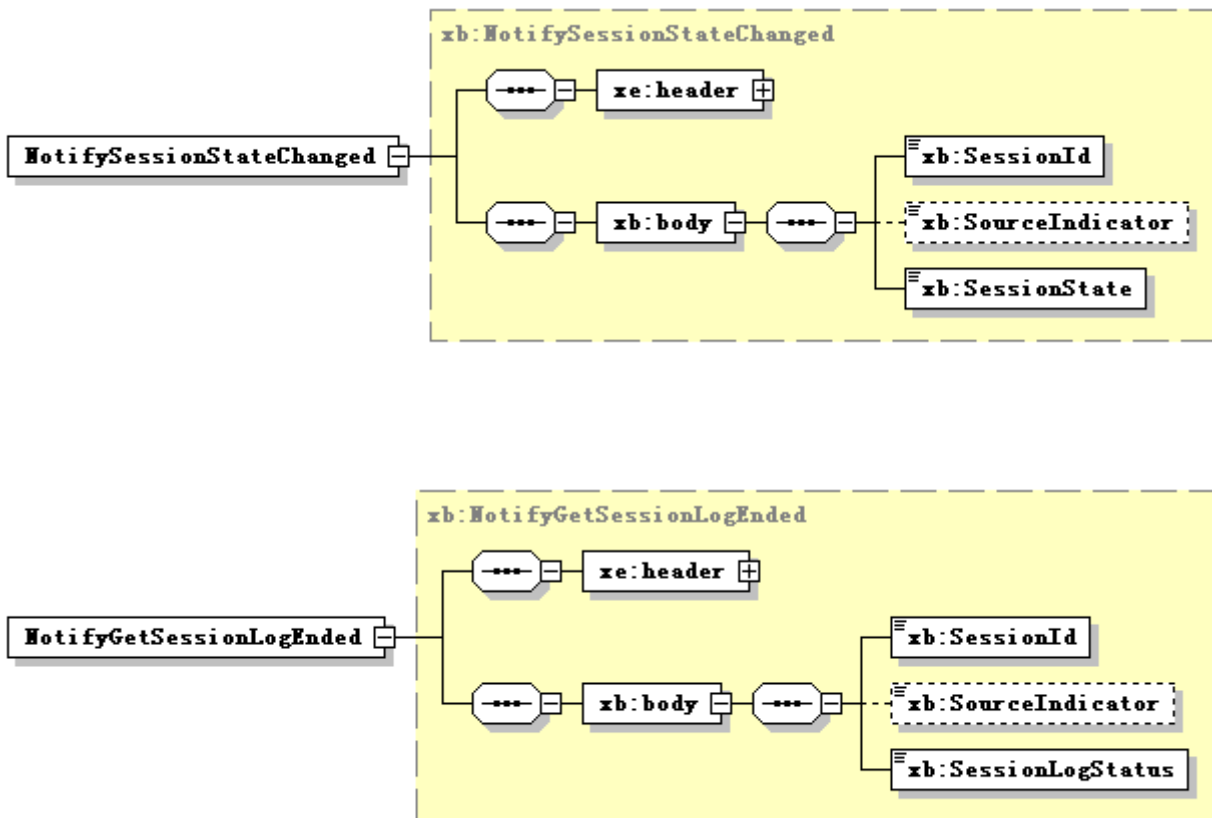 xb:NotifySessionStateChanged
xe:header
NotifySessionStateChanged
xb:SessionId
xb:body
xb:SourceIndicator
xb:SessionState
xb:NotifyGetSessionLogEnded
xe:header
NotifyGetSessionLogEnded
xb:SessionId
xb:body
xb:SourceIndicator
xb:SessionLogStatus